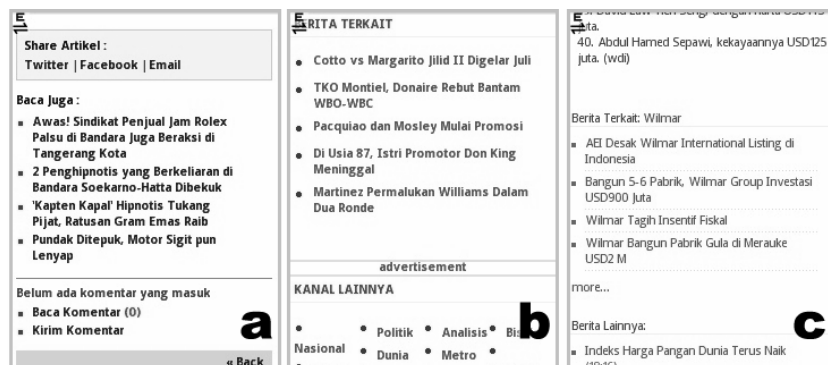 E
Share Artikel :
Twitter | Facebook | Email
Baca Juga :
Awas! Sindikat Penjual Jam Rolex
Palsu di Bandara Juga Beraksi di
Tangerang Kota
2 Penghipnotis yang Berkeliaran di
Bandara Soekarno-Hatta Dibekuk
'Kapten Kapal' Hipnotis Tukang
Pijat, Ratusan Gram Emas Raib
Pundak Ditepuk, Motor Sigit pun
Lenyap
Belum ada komentar yang masuk
Baca Komentar (0)
Kirim Komentar
« Back
a
E
BERITA TERKAIT
Cotto vs Margarito Jilid II Digelar Juli
TKO Montiel, Donaire Rebut Bantam
WBO-WBC
Pacquiao dan Mosley Mulai Promosi
Di Usia 87, Istri Promotor Don King
Meninggal
Martinez Permalukan Williams Dalam
Dua Ronde
advertisement
KANAL LAINNYA
Politik Analisis
Nasional
Dunia Metro
b
E
juta.
40. Abdul Hamed Sepawi, kekayaannya USD125
juta. (wdi)
Berita Terkait: Wilmar
AEI Desak Wilmar International Listing di
Indonesia
Bangun 5-6 Pabrik, Wilmar Group Investasi
USD900 Juta
Wilmar Tagih Insentif Fiskal
Wilmar Bangun Pabrik Gula di Merauke
USD2 M
more...
Berita Lainnya:
Indeks Harga Pangan Dunia Terus Naik
c